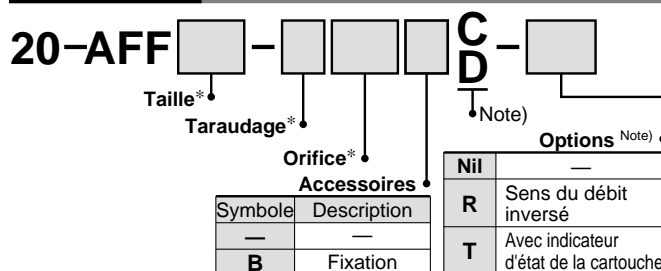 20-AFF – C – 
D
Taille*
Note)
Taraudage*
Options Note)
Orifice*
Accessoires
Nil —
Symbole Description
R Sens du débit
inversé
— —
T Avec indicateur
d'état de la cartouche
B Fixation